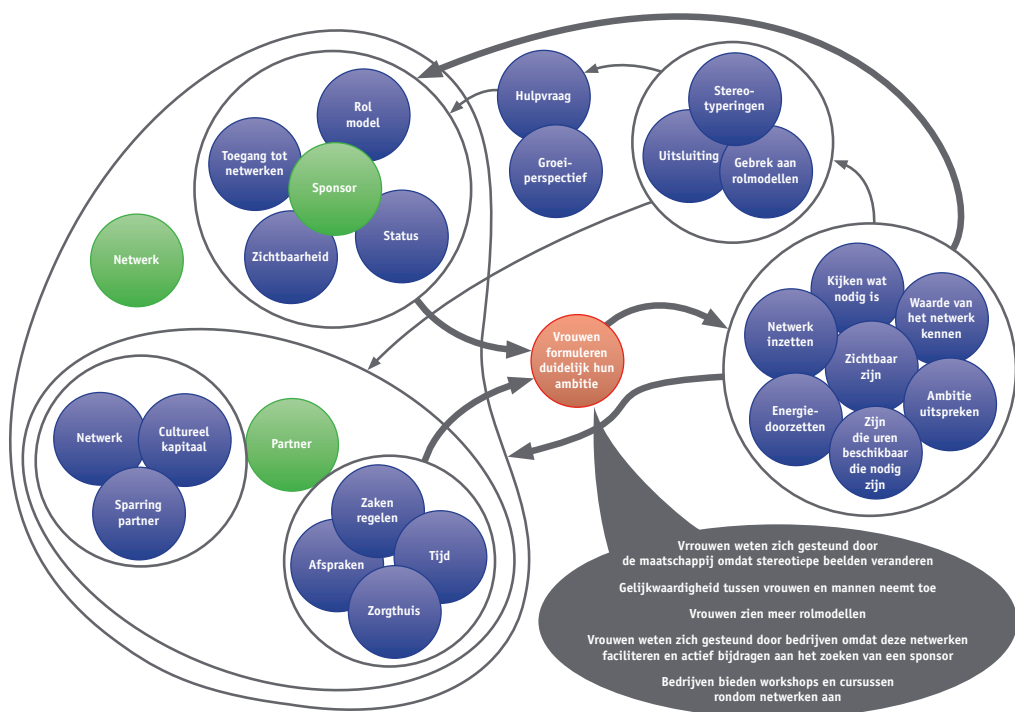 Rol
model
Toegang tot
netwerken
Sponsor
Status
Zichtbaarheid
Netwerk
Hulpvraag
Groei-
perspectief
Stereo-
typeringen
Uitsluiting
Gebrek aan
rolmodellen
Vrouwen
formuleren
duidelijk hun
ambitie
Kijken wat
nodig is
Waarde van
het netwerk
kennen
Netwerk
inzetten
Zichtbaar
zijn
Ambitie
uitspreken
Energie-
doorzetten
Zijn
die uren
beschikbaar
die nodig
zijn
Netwerk
Cultureel
kapitaal
Sparring
partner
Partner
Zaken
regelen
Afspraken
Tijd
Zorgthuis
Vrrouwen weten zich gesteund door
de maatschappij omdat stereotiepe beelden veranderen
Gelijkwaardigheid tussen vrouwen en mannen neemt toe
Vrouwen zien meer rolmodellen
Vrouwen weten zich gesteund door bedrijven omdat deze netwerken
faciliteren en actief bijdragen aan het zoeken van een sponsor
Bedrijven bieden workshops en cursussen
rondom netwerken aan